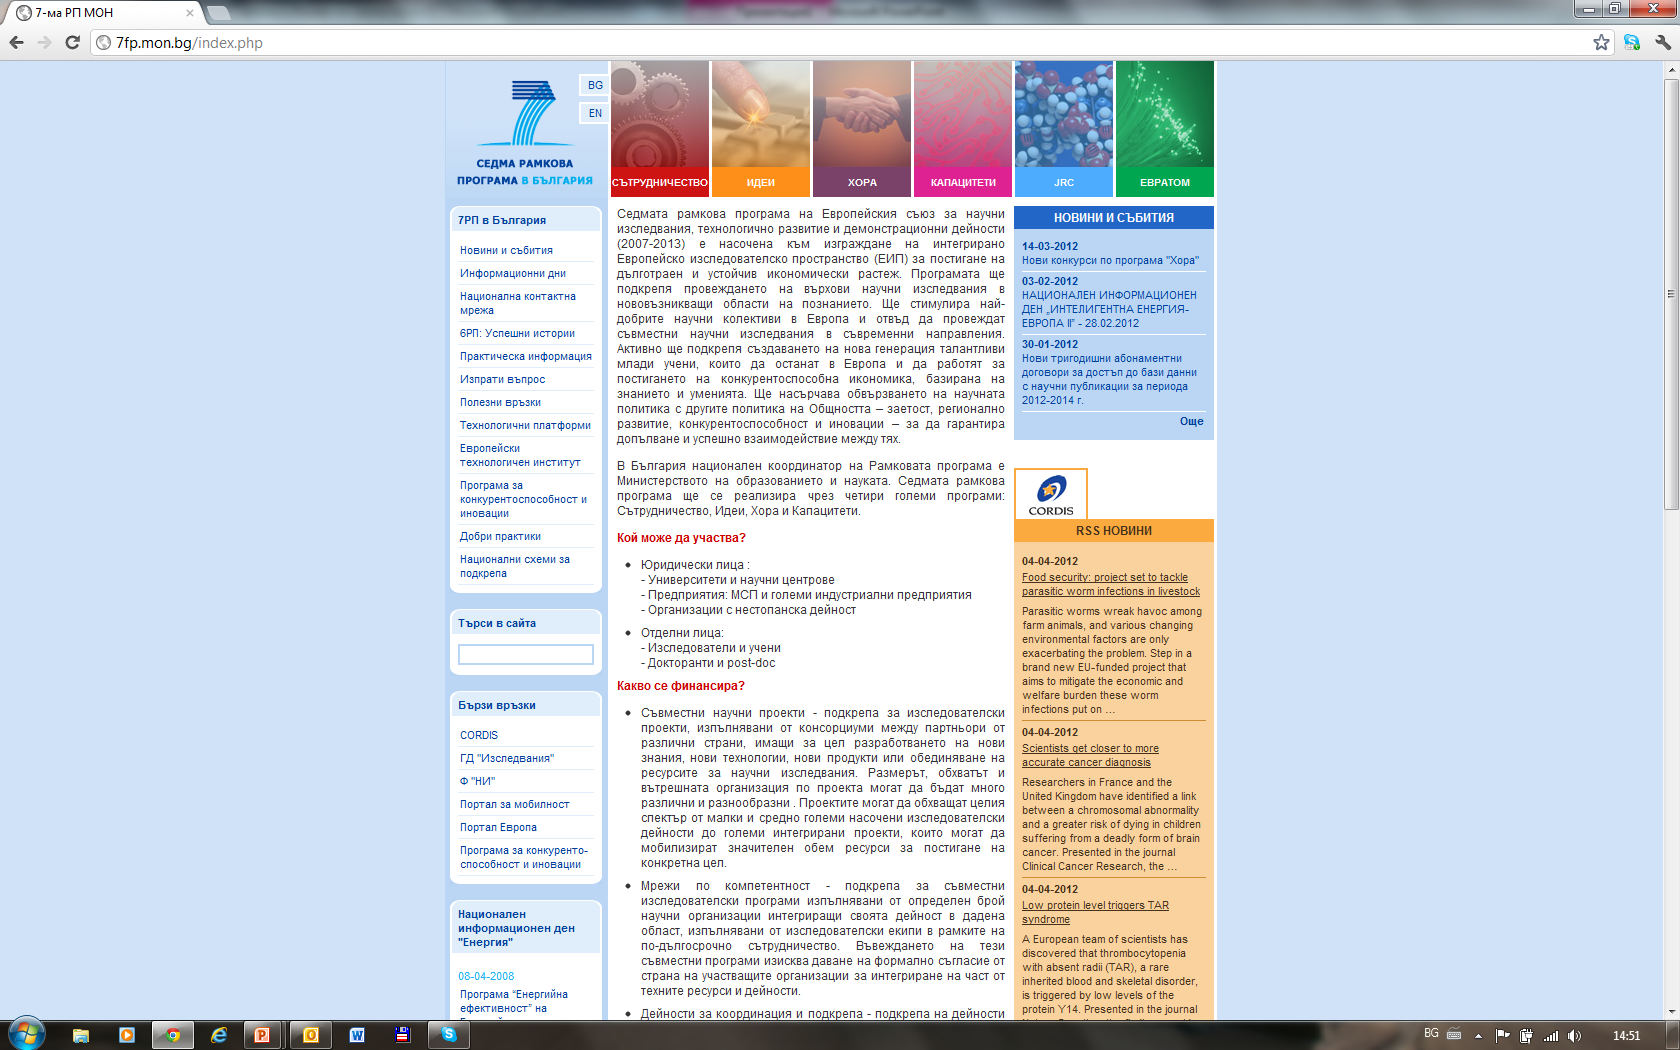 7-ма РП МОН
7fp.mon.bg/index.php
BG
EN
СЕДМА РАМКОВА
ПРОГРАМА В БЪЛГАРИЯ
СЪТРУДНИЧЕСТВО
ИДЕИ
ХОРА
КАПАЦИТЕТИ
JRC
ЕВРАТОМ
7РП в България
Новини и събития
Информационни дни
Национална контактна
мрежа
6РП: Успешни истории
Практическа информация
Изпрати въпрос
Полезни връзки
Технологични платформи
Европейски
технологичен институт
Програма за
конкурентоспособност и
иновации
Добри практики
Национални схеми за
подкрепа
Търси в сайта
Бързи връзки
CORDIS
ГД "Изследвания"
Ф "НИ"
Портал за мобилност
Портал Европа
Програма за конкуренто-
способност и иновации
Национален
информационен ден
"Енергия"
08-04-2008
Програма “Енергийна
ефективност” на
Седмата рамкова програма на Европейския съюз за научни
изследвания, технологично развитие и демонстрационни дейности
(2007-2013) е насочена към изграждане на интегрирано
Европейско изследователско пространство (ЕИП) за постигане на
дълготраен и устойчив икономически растеж. Програмата ще
подкрепя провеждането на върхови научни изследвания в
нововъзникващи области на познанието. Ще стимулира най-
добрите научни колективи в Европа и отвъд да провеждат
съвместни научни изследвания в съвременни направления.
Активно ще подкрепя създаването на нова генерация талантливи
млади учени, които да останат в Европа и да работят за
постигането на конкурентоспособна икономика, базирана на
знанието и уменията. Ще насърчава обвързването на научната
политика с другите политика на Общността – заетост, регионално
развитие, конкурентоспособност и иновации – за да гарантира
допълване и успешно взаимодействие между тях.
В България национален координатор на Рамковата програма е
Министерството на образованието и науката. Седмата рамкова
програма ще се реализира чрез четири големи програми:
Сътрудничество, Идеи, Хора и Капацитети.
Кой може да участва?
Юридически лица :
- Университети и научни центрове
- Предприятия: МСП и големи индустриални предприятия
- Организации с нестопанска дейност
Отделни лица:
- Изследователи и учени
- Докторанти и post-doc
Какво се финансира?
Съвместни научни проекти - подкрепа за изследователски
проекти, изпълнявани от консорциуми между партньори от
различни страни, имащи за цел разработването на нови
знания, нови технологии, нови продукти или обединяване на
ресурсите за научни изследвания. Размерът, обхватът и
вътрешната организация по проекта могат да бъдат много
различни и разнообразни . Проектите могат да обхващат целия
спектър от малки и средно големи насочени изследователски
дейности до големи интегрирани проекти, които могат да
мобилизират значителен обем ресурси за постигане на
конкретна цел.
Мрежи по компетентност - подкрепа за съвместни
изследователски програми изпълнявани от определен брой
научни организации интегриращи своята дейност в дадена
област, изпълнявани от изследователски екипи в рамките на
по-дългосрочно сътрудничество. Въвеждането на тези
съвместни програми изисква даване на формално съгласие от
страна на участващите организации за интегриране на част от
техните ресурси и дейности.
Дейности за координация и подкрепа - подкрепа на дейности
НОВИНИ И СЪБИТИЯ
14-03-2012
Нови конкурси по програма "Хора"
03-02-2012
НАЦИОНАЛЕН ИНФОРМАЦИОНЕН
ДЕН „ИНТЕЛИГЕНТНА ЕНЕРГИЯ-
ЕВРОПА II” - 28.02.2012
30-01-2012
Нови тригодишни абонаментни
договори за достъп до бази данни
с научни публикации за периода
2012-2014 г.
Още
CORDIS
RSS НОВИНИ
04-04-2012
Food security: project set to tackle
parasitic worm infections in livestock
Parasitic worms wreak havoc among
farm animals, and various changing
environmental factors are only
exacerbating the problem. Step in a
brand new EU-funded project that
aims to mitigate the economic and
welfare burden these worm
infections put on ...
04-04-2012
Scientists get closer to more
accurate cancer diagnosis
Researchers in France and the
United Kingdom have identified a link
between a chromosomal abnormality
and a greater risk of dying in children
suffering from a deadly form of brain
cancer. Presented in the journal
Clinical Cancer Research, the ...
04-04-2012
Low protein level triggers TAR
syndrome
A European team of scientists has
discovered that thrombocytopenia
with absent radii (TAR), a rare
inherited blood and skeletal disorder,
is triggered by low levels of the
protein Y14. Presented in the journal
BG
14:51